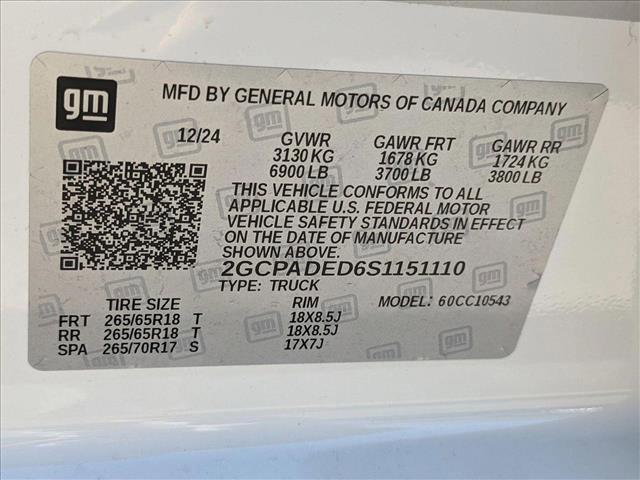 gm
MFD BY GENERAL MOTORS OF CANADA COMPANY
12/24 GVWR GAWR FRT GAWR RR
3130 KG 1678 KG 1724 KG
6900 LB 3700 LB 3800 LB
THIS VEHICLE CONFORMS TO ALL
APPLICABLE U.S. FEDERAL MOTOR
VEHICLE SAFETY STANDARDS IN EFFECT
ON THE DATE OF MANUFACTURE
SHOWN ABOVE.
2GCPADED6S1151110
TYPE: TRUCK MODEL: 60CC10543
TIRE SIZE RIM
FRT 265/65R18 T 18X8.5J
RR 265/65R18 T 18X8.5J
SPA 265/70R17 S 17X7J